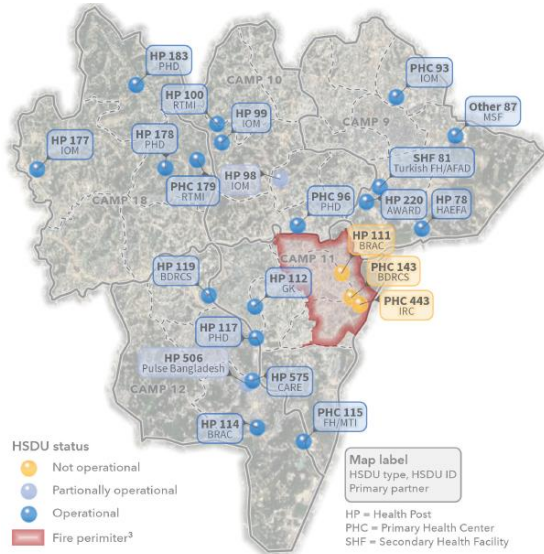 HP 183
PHD
CAMP 10
PHC 93
IOM
HP 100
RTMI
HP 99
IOM
CAMP 9
Other 87
MSF
HP 177
IOM
HP 178
PHD
SHF 81
Turkish FH/AFAD
HP 98
IOM
PHC 179
RTMI
PHC 96
PHD
HP 220
AWARD
HP 78
HAEFA
CAMP 18
HP 111
BRAC
CAMP 11
HP 119
BDRCS
HP 112
GK
PHC 143
BDRCS
PHC 443
IRC
HP 117
PHD
HP 506
Pulse Bangladesh
HP 575
CARE
CAMP 12
HP 114
BRAC
PHC 115
FH/MTI
HSDU status
Not operational
Partionally operational
Operational
Fire perimiter³
Map label
HSDU type, HSDU ID
Primary partner
HP = Health Post
PHC = Primary Health Center
SHF = Secondary Health Facility